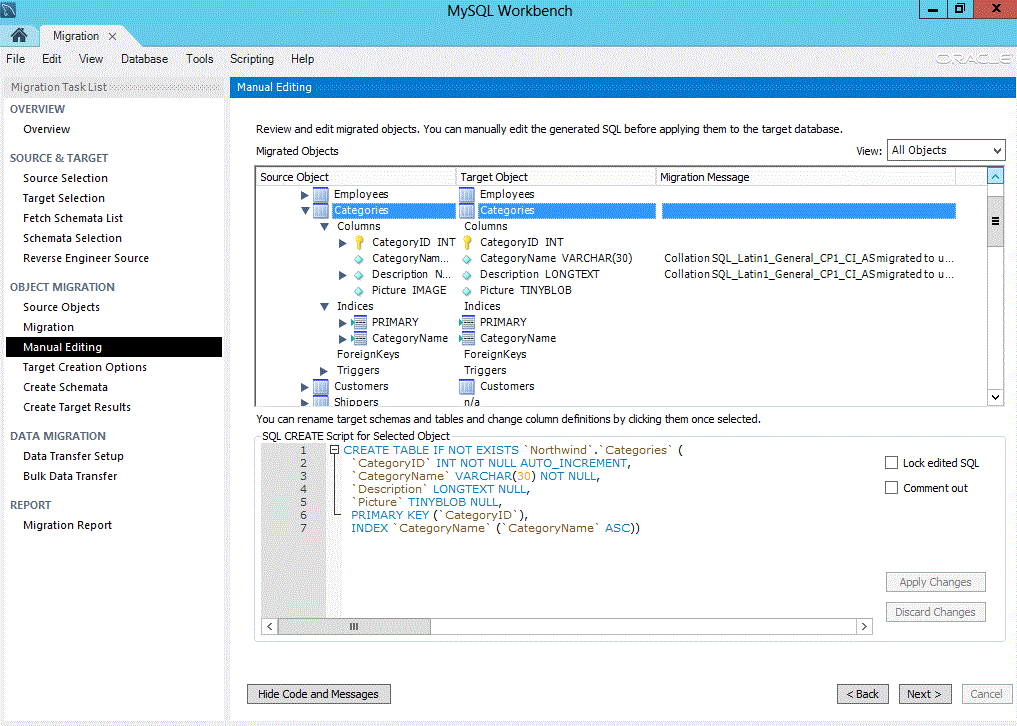 MySQL Workbench
Migration
File Edit View Database Tools Scripting Help
ORACLE
Migration Task List
OVERVIEW
Overview
SOURCE & TARGET
Source Selection
Target Selection
Fetch Schemata List
Schemata Selection
Reverse Engineer Source
OBJECT MIGRATION
Source Objects
Migration
Manual Editing
Target Creation Options
Create Schemata
Create Target Results
DATA MIGRATION
Data Transfer Setup
Bulk Data Transfer
REPORT
Migration Report
Manual Editing
Review and edit migrated objects. You can manually edit the generated SQL before applying them to the target database.
Migrated Objects
View: All Objects
Source Object Target Object Migration Message
Employees Employees
Categories Categories
Columns Columns
CategoryID INT CategoryID INT
CategoryNam... CategoryName VARCHAR(30) Collation SQL_Latin1_General_CP1_CI_AS migrated to u...
Description N... Description LONGTEXT Collation SQL_Latin1_General_CP1_CI_AS migrated to u...
Picture IMAGE Picture TINYBLOB
Indices Indices
PRIMARY PRIMARY
CategoryName CategoryName
ForeignKeys ForeignKeys
Triggers Triggers
Customers Customers
Shippers n/a
You can rename target schemas and tables and change column definitions by clicking them once selected.
SQL CREATE Script for Selected Object
1 CREATE TABLE IF NOT EXISTS `Northwind`.`Categories` (
2 `CategoryID` INT NOT NULL AUTO_INCREMENT,
3 `CategoryName` VARCHAR(30) NOT NULL,
4 `Description` LONGTEXT NULL,
5 `Picture` TINYBLOB NULL,
6 PRIMARY KEY (`CategoryID`),
7 INDEX `CategoryName` (`CategoryName` ASC))
Lock edited SQL
Comment out
Apply Changes
Discard Changes
Hide Code and Messages
< Back Next > Cancel